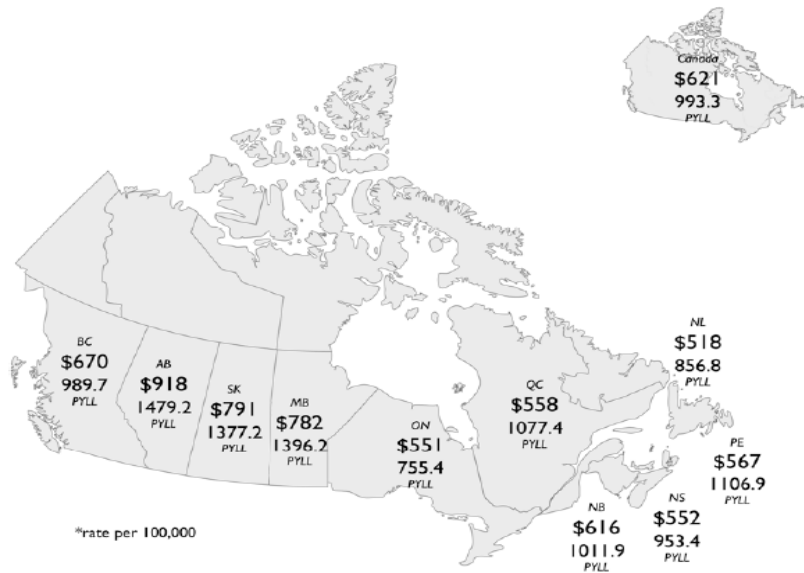 Canada
$621
993.3
PYLL
BC
$670
989.7
PYLL
AB
$918
1479.2
PYLL
SK
$791
1377.2
PYLL
MB
$782
1396.2
PYLL
ON
$551
755.4
PYLL
QC
$558
1077.4
PYLL
NL
$518
856.8
PYLL
PE
$567
1106.9
PYLL
NS
$552
953.4
PYLL
NB
$616
1011.9
PYLL
*rate per 100,000